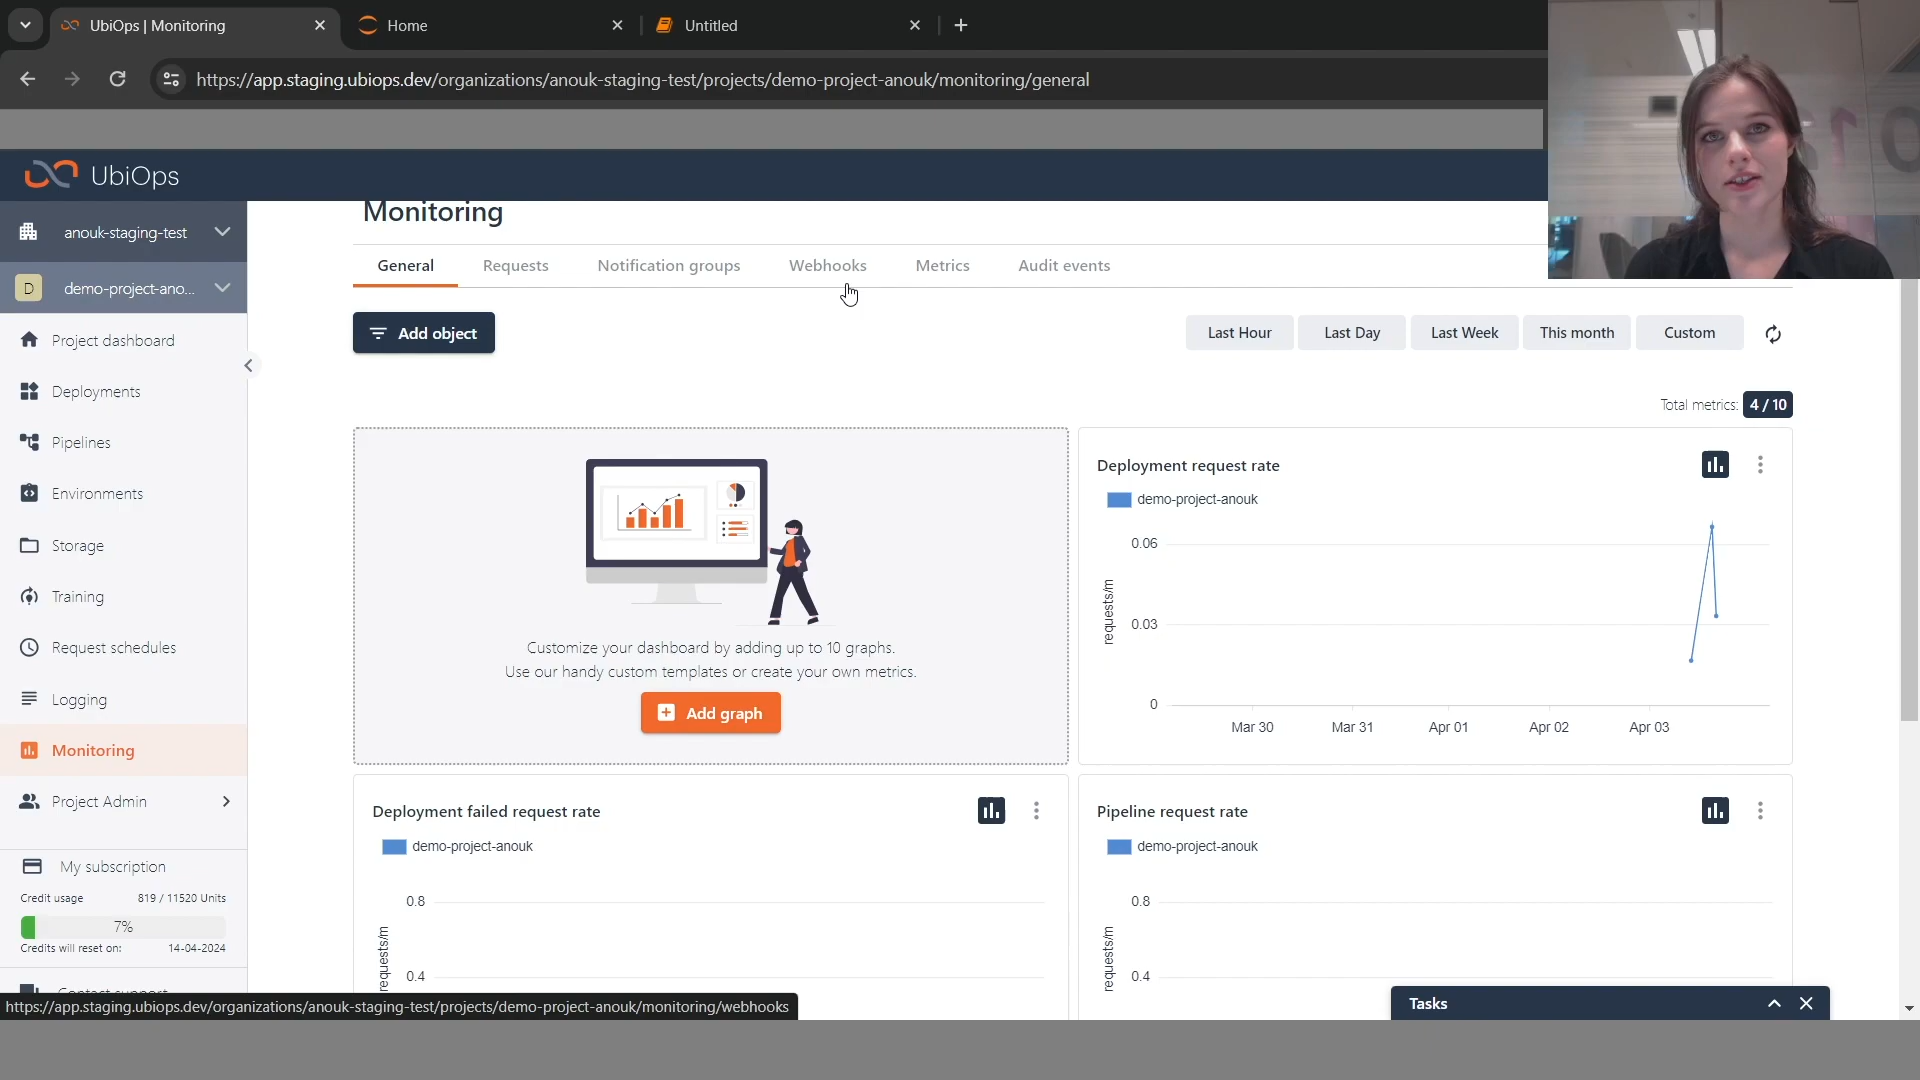 UbiOps | Monitoring
Home
Untitled
https://app.staging.ubiops.dev/organizations/anouk-staging-test/projects/demo-project-anouk/monitoring/general
UbiOps
anouk-staging-test
D
demo-project-ano...
Project dashboard
Deployments
Pipelines
Environments
Storage
Training
Request schedules
Logging
Monitoring
Project Admin
My subscription
Credit usage
819 / 11520 Units
7%
Credits will reset on:
14-04-2024
Contact support
Monitoring
General
Requests
Notification groups
Webhooks
Metrics
Audit events
Add object
Last Hour
Last Day
Last Week
This month
Custom
Total metrics:
4 / 10
Customize your dashboard by adding up to 10 graphs.
Use our handy custom templates or create your own metrics.
Add graph
Deployment request rate
demo-project-anouk
0.06
0.03
0
requests/m
Mar 30
Mar 31
Apr 01
Apr 02
Apr 03
Deployment failed request rate
demo-project-anouk
0.8
0.4
requests/m
Pipeline request rate
demo-project-anouk
0.8
0.4
requests/m
Tasks
https://app.staging.ubiops.dev/organizations/anouk-staging-test/projects/demo-project-anouk/monitoring/webhooks